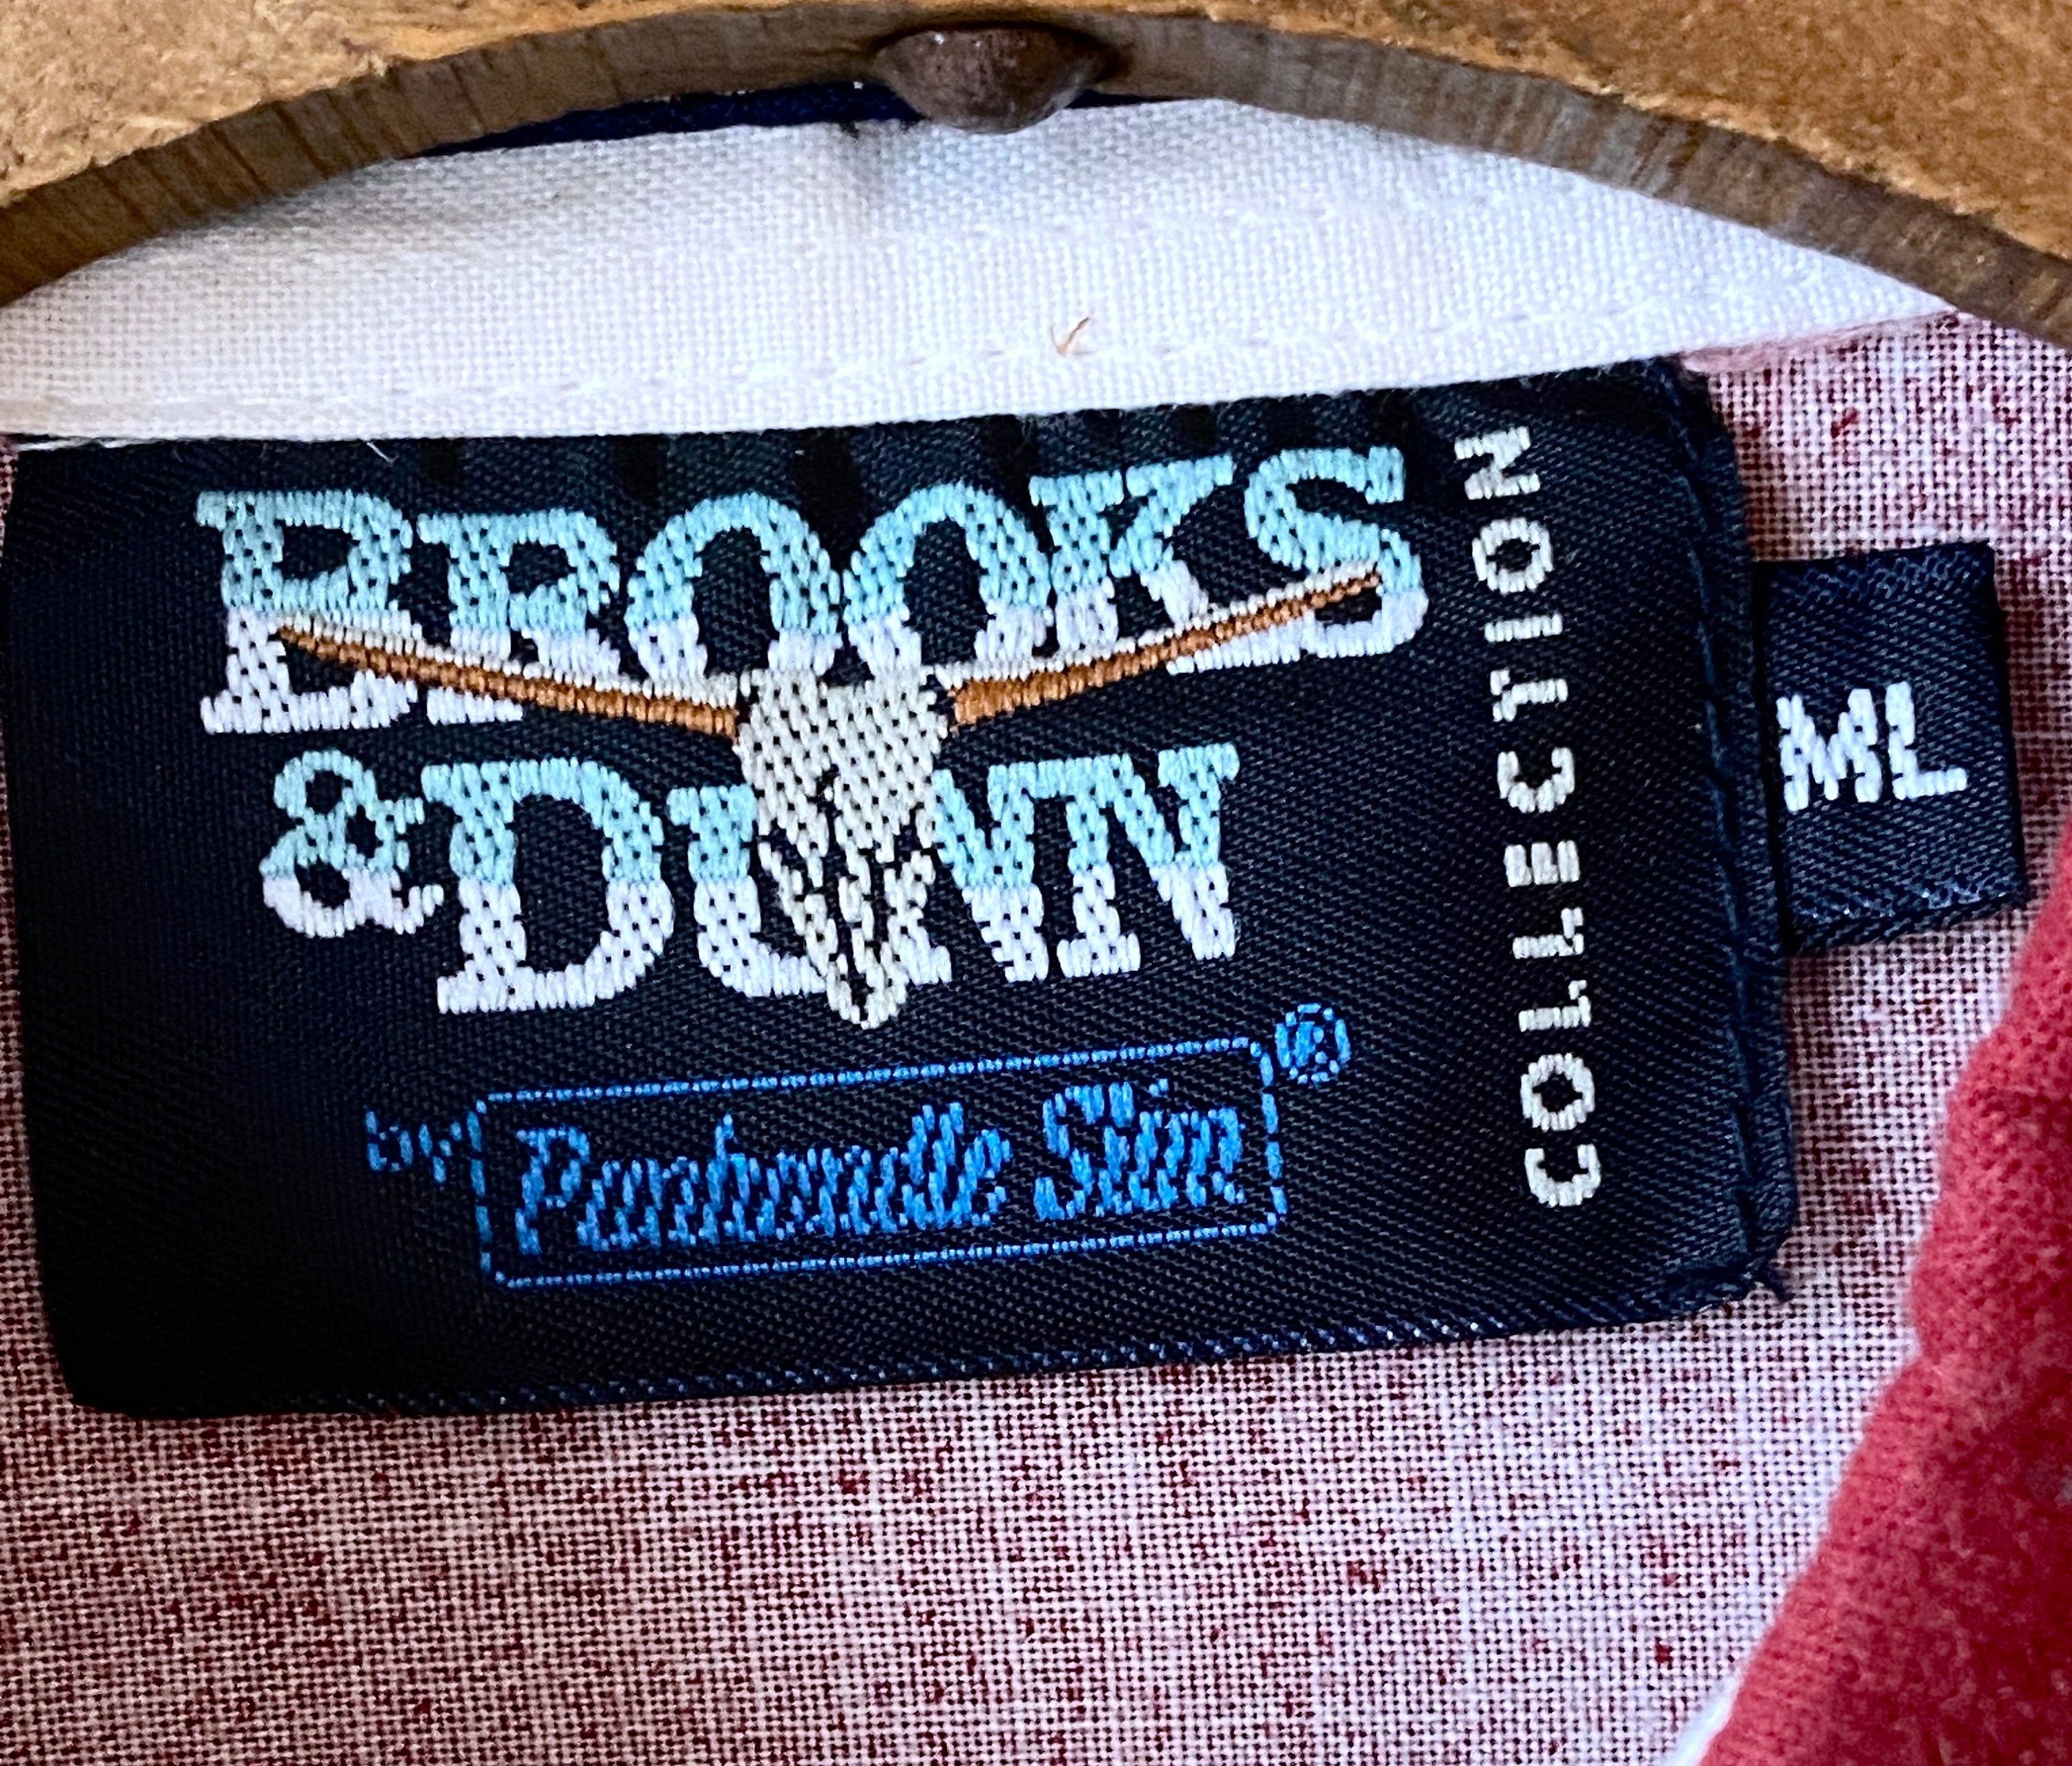 BROOKS
& DUNN
COLLECTION
by Panhandle Slim®
ML